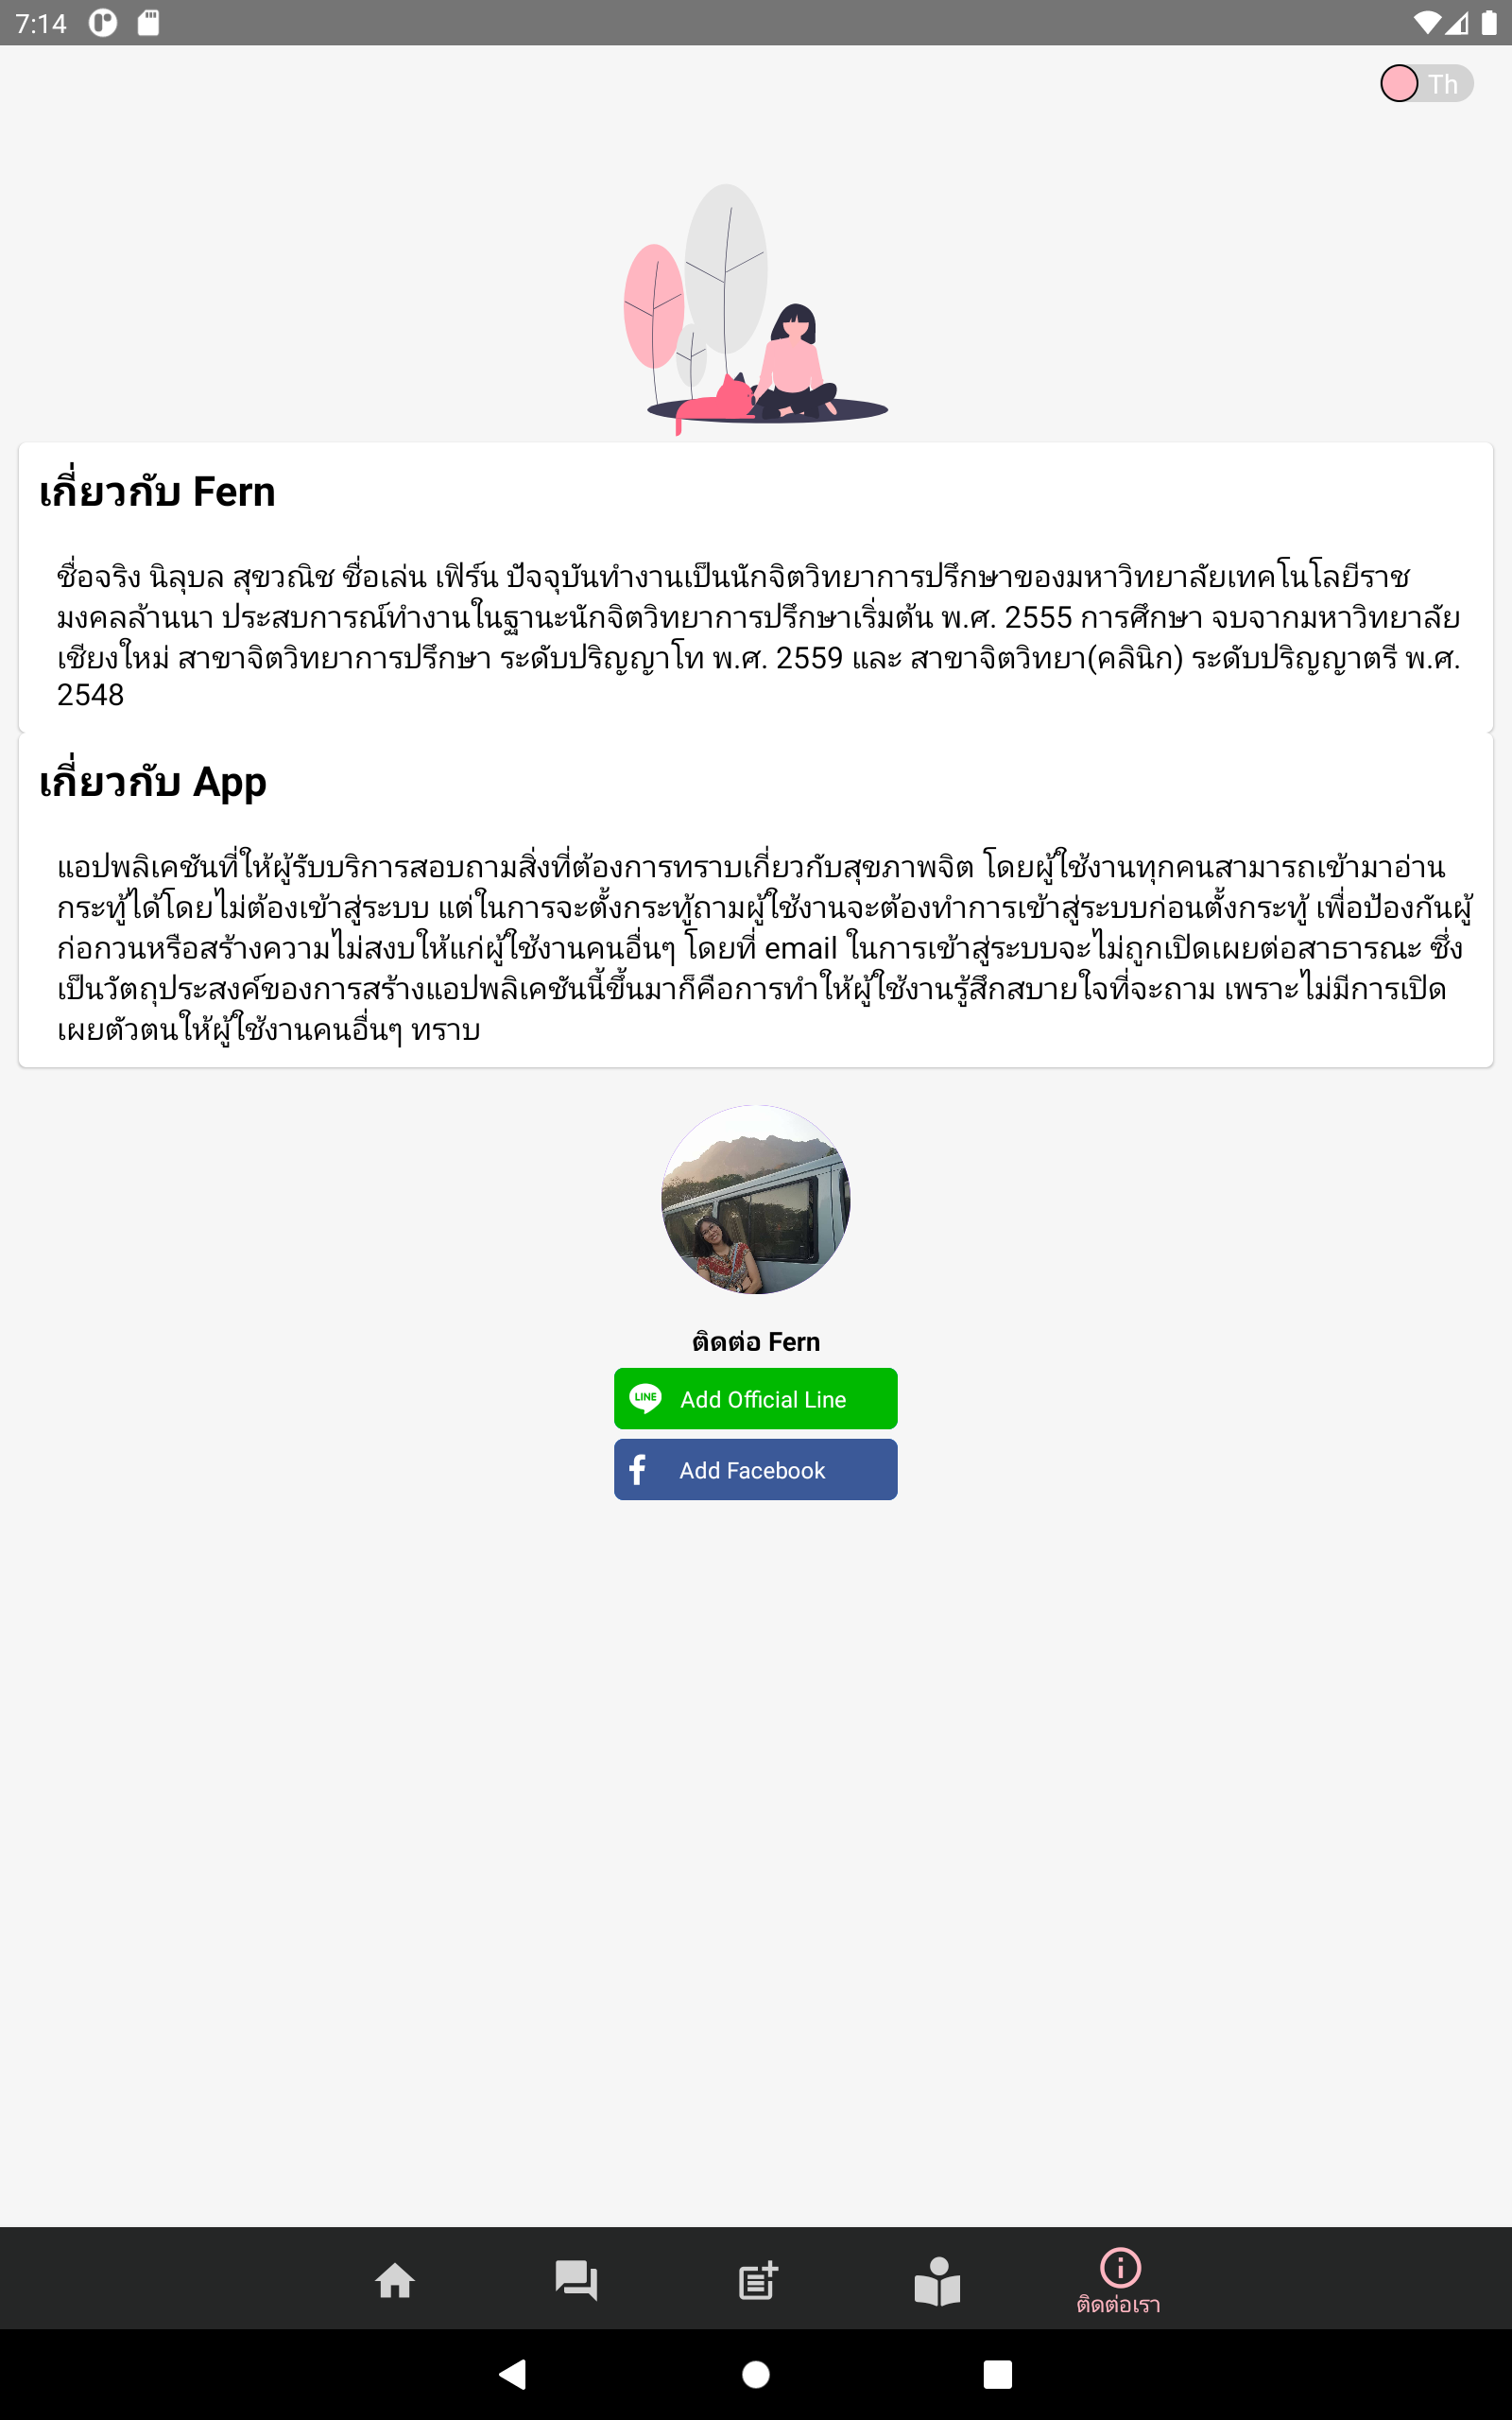 7:14
Th
เกี่ยวกับ Fern
ชื่อจริง นิลุบล สุขวณิช ชื่อเล่น เฟิร์น ปัจจุบันทำงานเป็นนักจิตวิทยาการปรึกษาของมหาวิทยาลัยเทคโนโลยีราช
มงคลล้านนา ประสบการณ์ทำงานในฐานะนักจิตวิทยาการปรึกษาเริ่มต้น พ.ศ. 2555 การศึกษา จบจากมหาวิทยาลัย
เชียงใหม่ สาขาจิตวิทยาการปรึกษา ระดับปริญญาโท พ.ศ. 2559 และ สาขาจิตวิทยา(คลินิก) ระดับปริญญาตรี พ.ศ.
2548
เกี่ยวกับ App
แอปพลิเคชันที่ให้ผู้รับบริการสอบถามสิ่งที่ต้องการทราบเกี่ยวกับสุขภาพจิต โดยผู้ใช้งานทุกคนสามารถเข้ามาอ่าน
กระทู้ได้โดยไม่ต้องเข้าสู่ระบบ แต่ในการจะตั้งกระทู้ถามผู้ใช้งานจะต้องทำการเข้าสู่ระบบก่อนตั้งกระทู้ เพื่อป้องกันผู้
ก่อกวนหรือสร้างความไม่สงบให้แก่ผู้ใช้งานคนอื่นๆ โดยที่ email ในการเข้าสู่ระบบจะไม่ถูกเปิดเผยต่อสาธารณะ ซึ่ง
เป็นวัตถุประสงค์ของการสร้างแอปพลิเคชันนี้ขึ้นมาก็คือการทำให้ผู้ใช้งานรู้สึกสบายใจที่จะถาม เพราะไม่มีการเปิด
เผยตัวตนให้ผู้ใช้งานคนอื่นๆ ทราบ
ติดต่อ Fern
LINE Add Official Line
Add Facebook
ติดต่อเรา